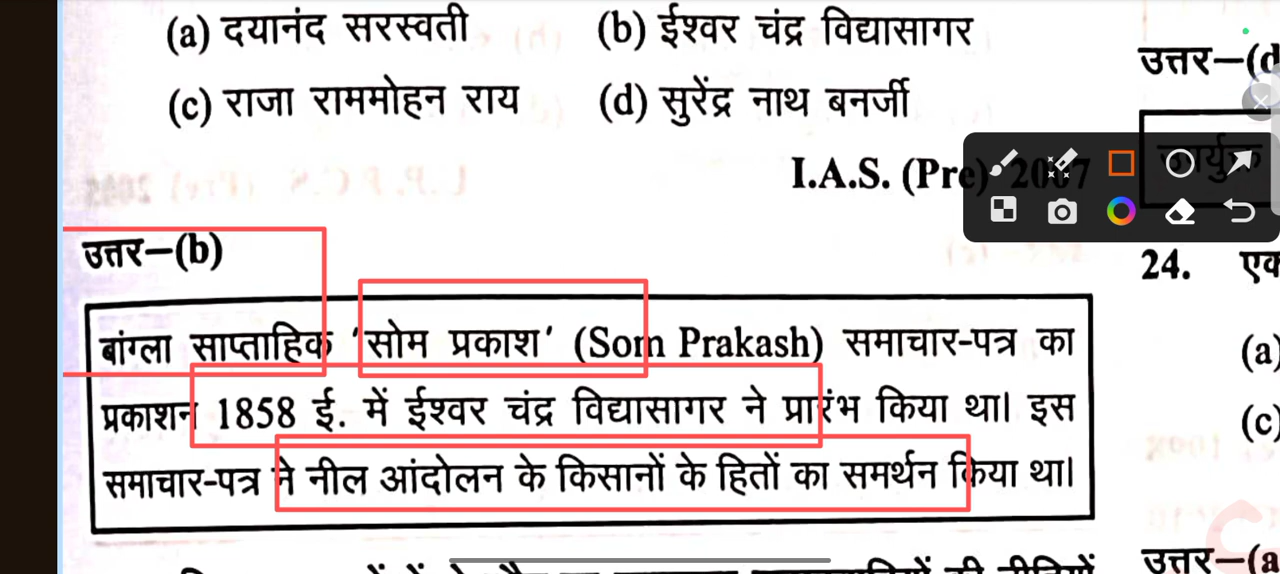 (a) दयानंद सरस्वती (b) ईश्वर चंद्र विद्यासागर
(c) राजा राममोहन राय (d) सुरेंद्र नाथ बनर्जी
I.A.S. (Pre) 2007
उत्तर–(b)
बांग्ला साप्ताहिक 'सोम प्रकाश' (Som Prakash) समाचार-पत्र का
प्रकाशन 1858 ई. में ईश्वर चंद्र विद्यासागर ने प्रारंभ किया था। इस
समाचार-पत्र ने नील आंदोलन के किसानों के हितों का समर्थन किया था।
उत्तर–(d
24.
(a)
(c)
उत्तर–(a